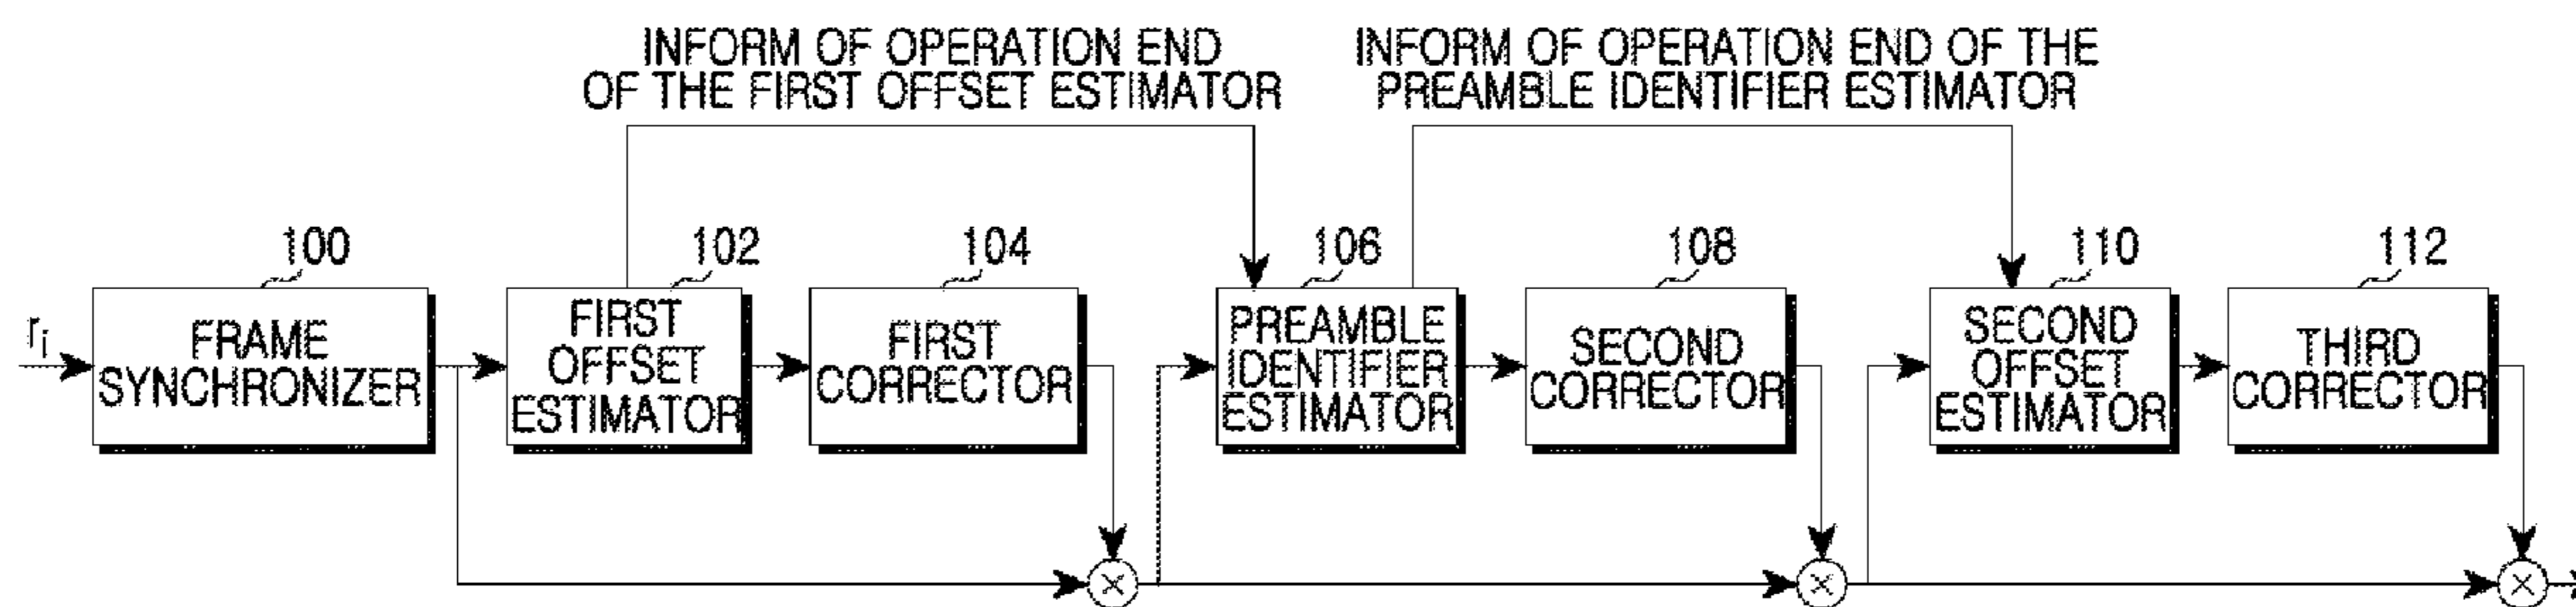 INFORM OF OPERATION END
OF THE FIRST OFFSET ESTIMATOR
INFORM OF OPERATION END OF THE
PREAMBLE IDENTIFIER ESTIMATOR
100
102
104
106
108
110
112
ri
FRAME
SYNCHRONIZER
FIRST
OFFSET
ESTIMATOR
FIRST
CORRECTOR
PREAMBLE
IDENTIFIER
ESTIMATOR
SECOND
CORRECTOR
SECOND
OFFSET
ESTIMATOR
THIRD
CORRECTOR
×
×
×